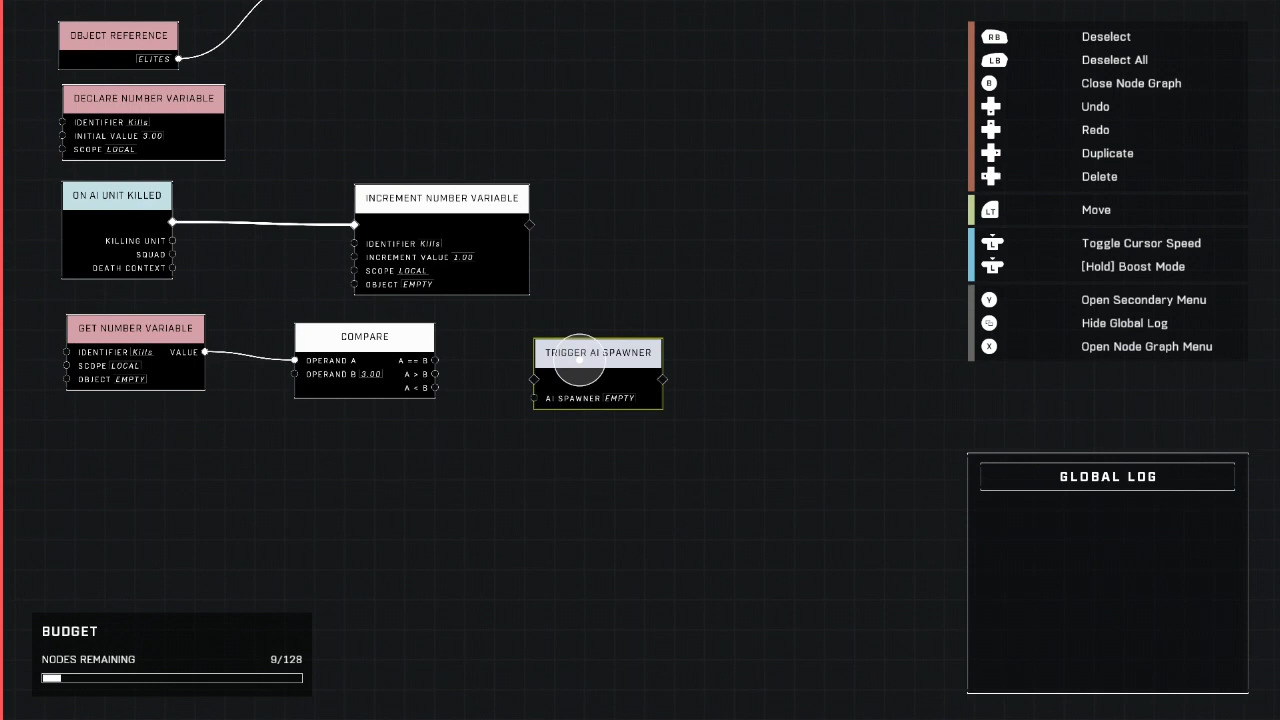 OBJECT REFERENCE
ELITES
DECLARE NUMBER VARIABLE
IDENTIFIER Kills
INITIAL VALUE 3.00
SCOPE LOCAL
ON AI UNIT KILLED
KILLING UNIT
SQUAD
DEATH CONTEXT
INCREMENT NUMBER VARIABLE
IDENTIFIER Kills
INCREMENT VALUE 1.00
SCOPE LOCAL
OBJECT EMPTY
GET NUMBER VARIABLE
IDENTIFIER Kills VALUE
SCOPE LOCAL
OBJECT EMPTY
COMPARE
OPERAND A A == B
OPERAND B 3.00 A > B
A < B
TRIGGER AI SPAWNER
AI SPAWNER EMPTY
RB Deselect
LB Deselect All
B Close Node Graph
Undo
Redo
Duplicate
Delete
LT Move
L Toggle Cursor Speed
L [Hold] Boost Mode
Y Open Secondary Menu
Hide Global Log
X Open Node Graph Menu
GLOBAL LOG
BUDGET
NODES REMAINING 9/128